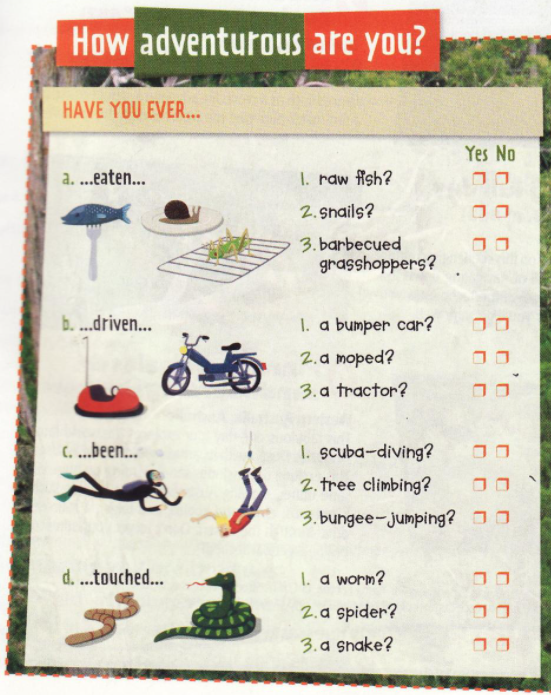 How adventurous are you?
HAVE YOU EVER...
Yes No
a. ...eaten...
1. raw fish?
2. snails?
3. barbecued
grasshoppers?
b. ...driven...
1. a bumper car?
2. a moped?
3. a tractor?
c. ...been...
1. scuba-diving?
2. tree climbing?
3. bungee-jumping?
d. ...touched...
1. a worm?
2. a spider?
3. a snake?